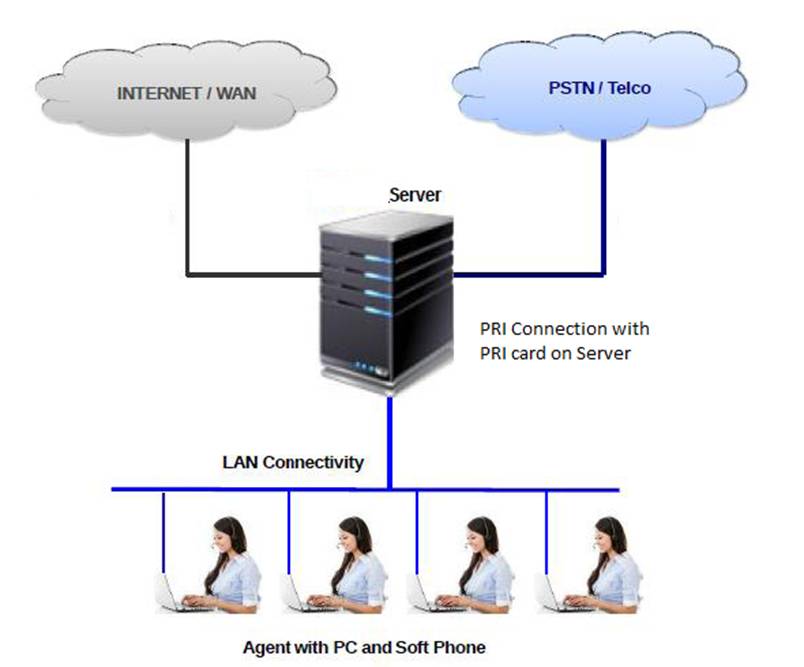 INTERNET / WAN
PSTN / Telco
Server
PRI Connection with
PRI card on Server
LAN Connectivity
Agent with PC and Soft Phone